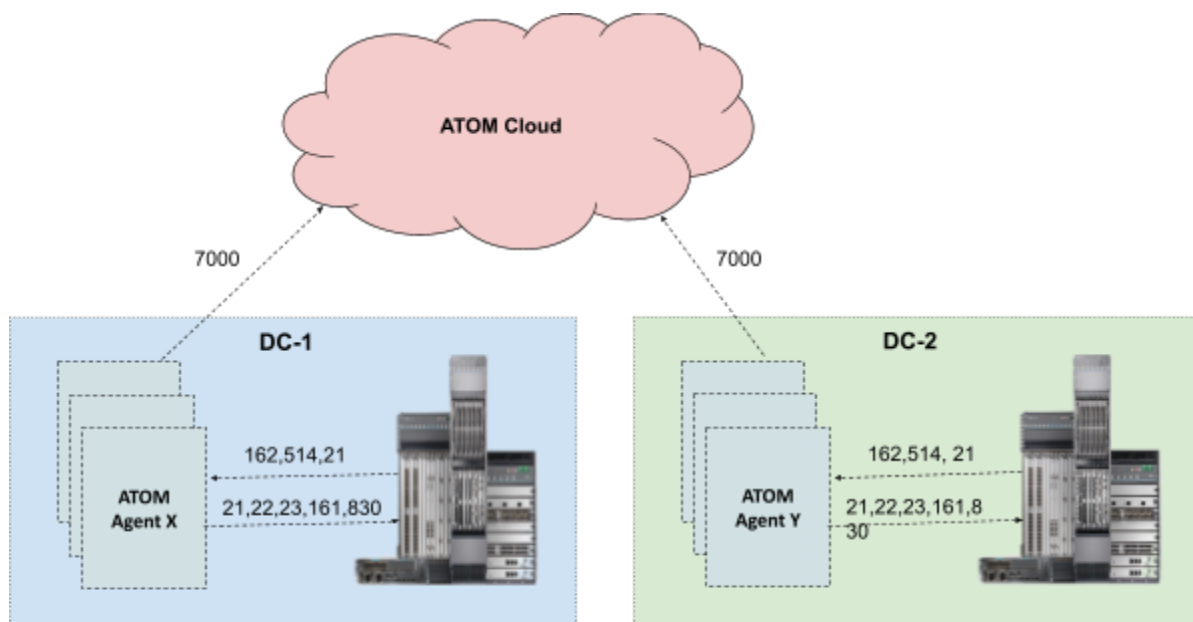 ATOM Cloud
7000
7000
DC-1
DC-2
162,514,21
21,22,23,161,830
ATOM
Agent X
162,514, 21
21,22,23,161,8
30
ATOM
Agent Y